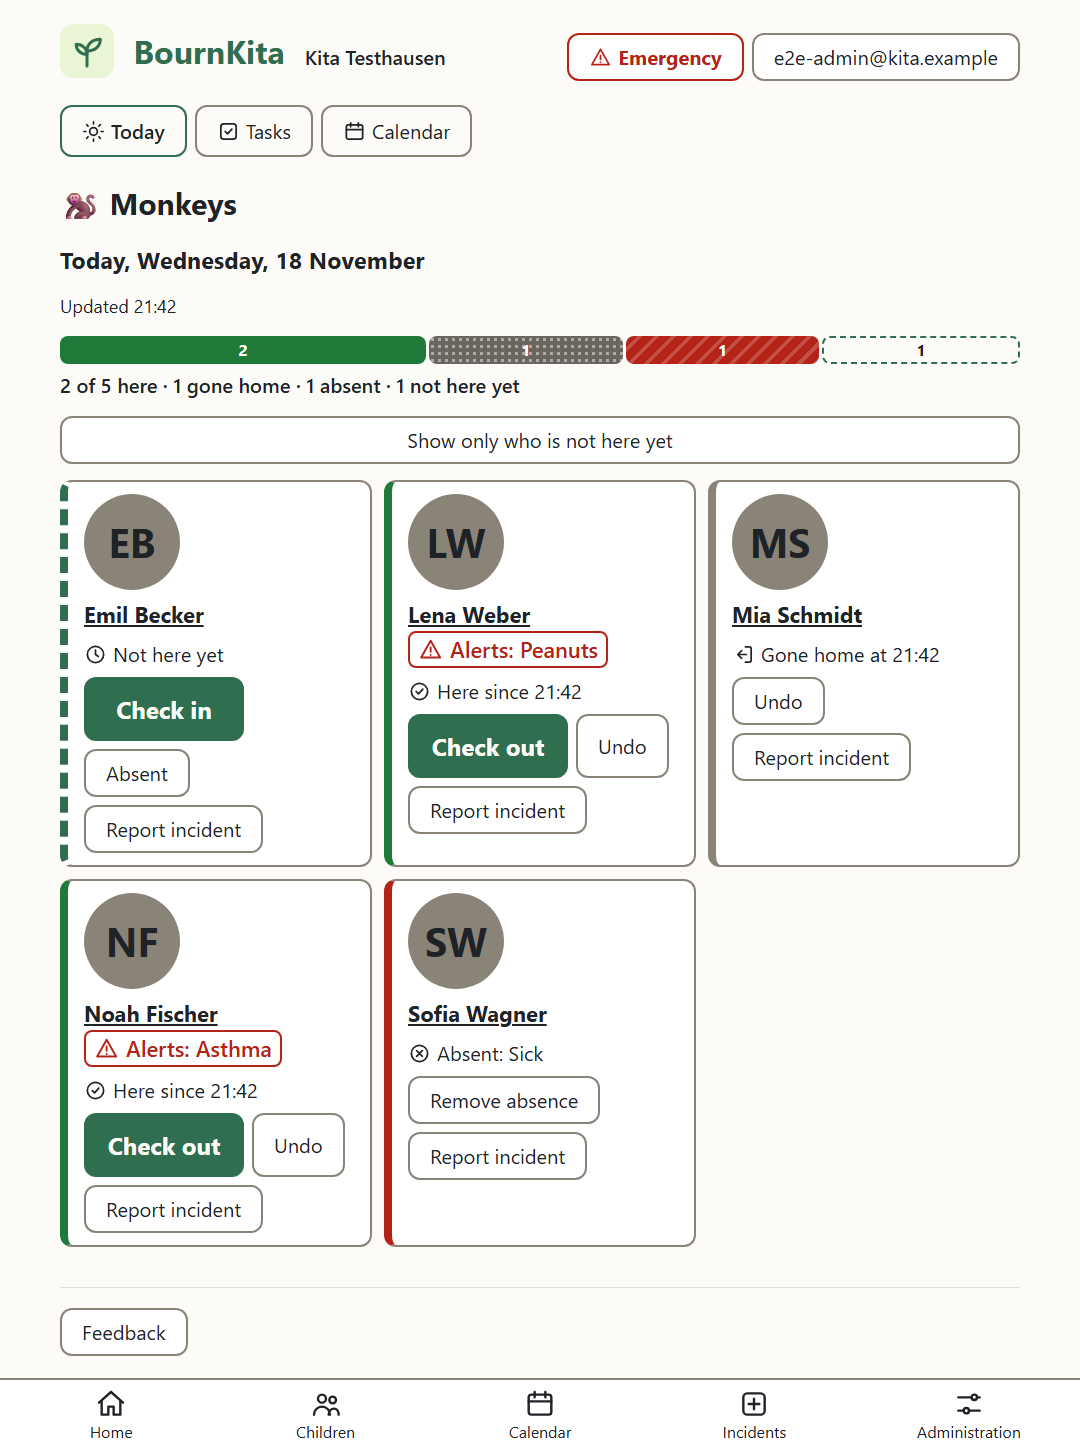 BournKita Kita Testhausen Emergency e2e-admin@kita.example
Today Tasks Calendar
Monkeys
Today, Wednesday, 18 November
Updated 21:42
2 1 1 1
2 of 5 here · 1 gone home · 1 absent · 1 not here yet
Show only who is not here yet
EB
Emil Becker
Not here yet
Check in
Absent
Report incident
LW
Lena Weber
Alerts: Peanuts
Here since 21:42
Check out Undo
Report incident
MS
Mia Schmidt
Gone home at 21:42
Undo
Report incident
NF
Noah Fischer
Alerts: Asthma
Here since 21:42
Check out Undo
Report incident
SW
Sofia Wagner
Absent: Sick
Remove absence
Report incident
Feedback
Home Children Calendar Incidents Administration